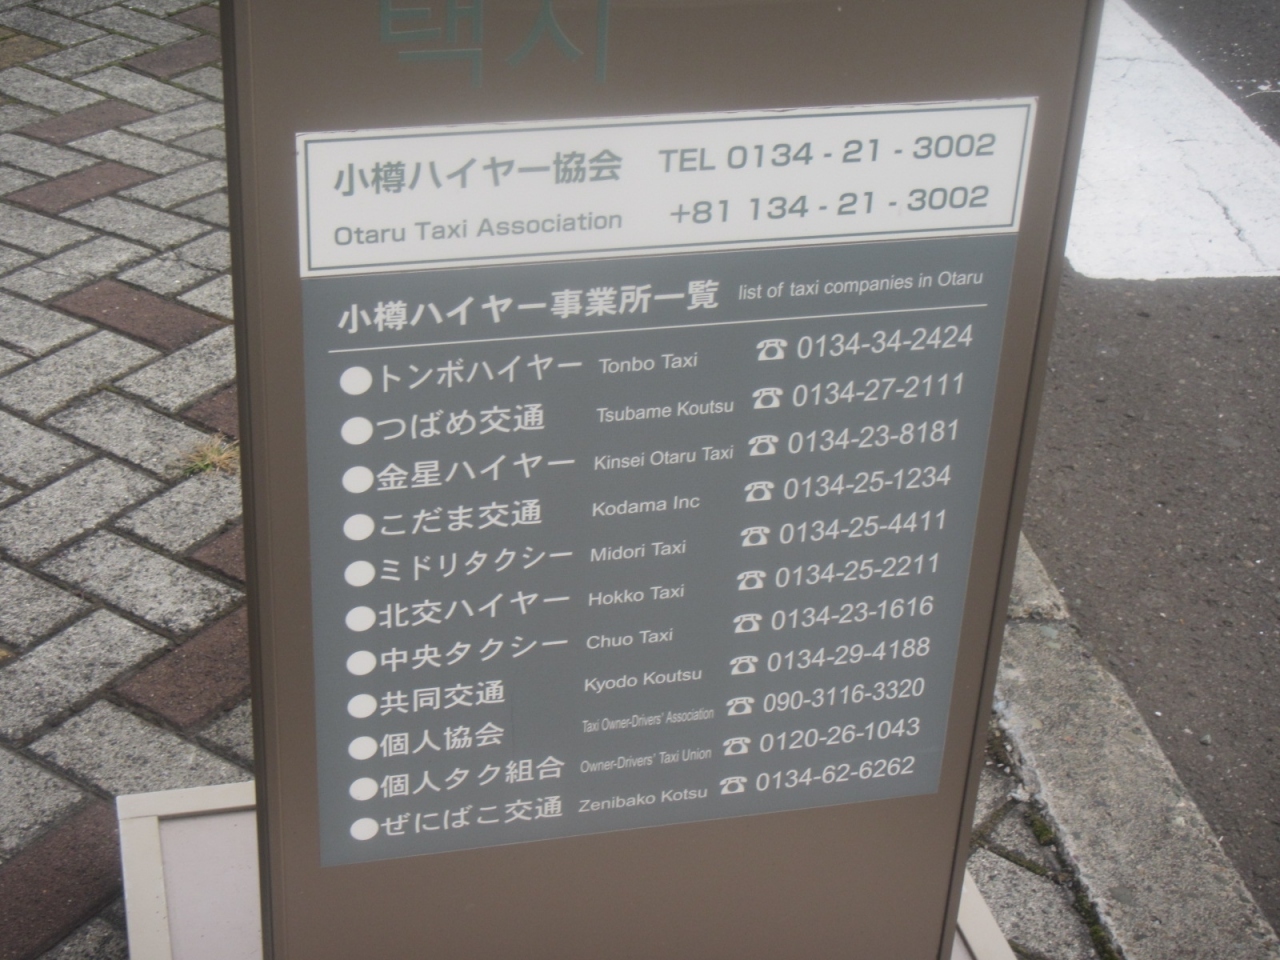 택시
小樽ハイヤー協会 TEL 0134 - 21 - 3002
Otaru Taxi Association +81 134 - 21 - 3002
小樽ハイヤー事業所一覧 list of taxi companies in Otaru
●トンボハイヤー Tonbo Taxi ☎ 0134-34-2424
●つばめ交通 Tsubame Koutsu ☎ 0134-27-2111
●金星ハイヤー Kinsei Otaru Taxi ☎ 0134-23-8181
●こだま交通 Kodama Inc ☎ 0134-25-1234
●ミドリタクシー Midori Taxi ☎ 0134-25-4411
●北交ハイヤー Hokko Taxi ☎ 0134-25-2211
●中央タクシー Chuo Taxi ☎ 0134-23-1616
●共同交通 Kyodo Koutsu ☎ 0134-29-4188
●個人協会 Taxi Owner-Drivers' Association ☎ 090-3116-3320
●個人タク組合 Owner-Drivers' Taxi Union ☎ 0120-26-1043
●ぜにばこ交通 Zenibako Kotsu ☎ 0134-62-6262